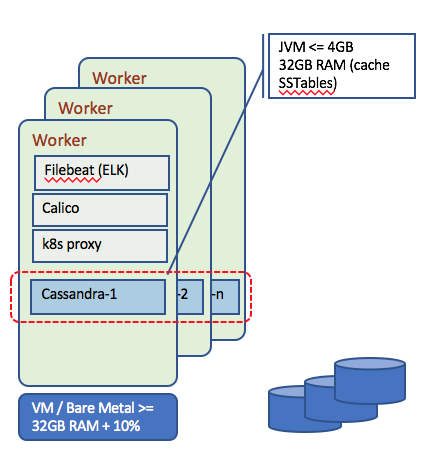 JVM <= 4GB
32GB RAM (cache
SSTables)
Worker
Worker
Worker
Filebeat (ELK)
Calico
k8s proxy
Cassandra-1
-2
-n
VM / Bare Metal >=
32GB RAM + 10%